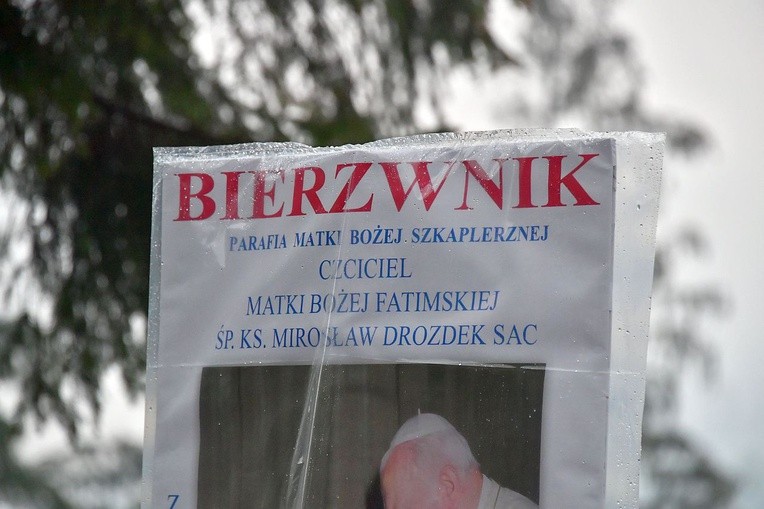 BIERZWNIK
PARAFIA MATKI BOŻEJ SZKAPLERZNEJ
CZCICIEL
MATKI BOŻEJ FATIMSKIEJ
ŚP. KS. MIROSŁAW DROZDEK SAC
Z